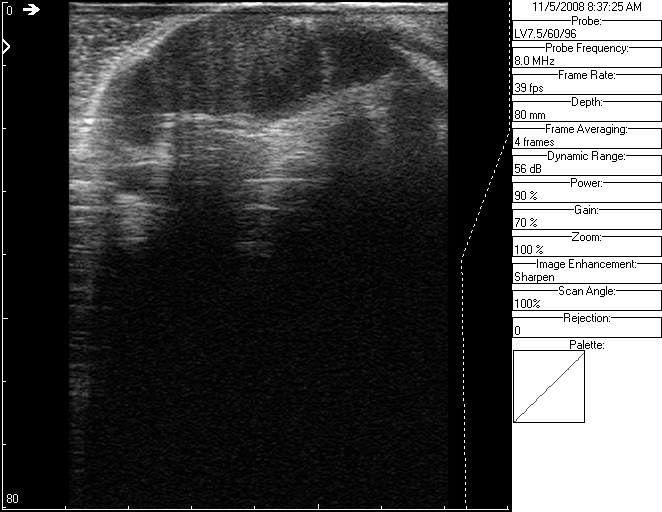 0
80
11/5/2008 8:37:25 AM
Probe:
LV7.5/60/96
Probe Frequency:
8.0 MHz
Frame Rate:
39 fps
Depth:
80 mm
Frame Averaging:
4 frames
Dynamic Range:
56 dB
Power:
90 %
Gain:
70 %
Zoom:
100 %
Image Enhancement:
Sharpen
Scan Angle:
100%
Rejection:
0
Palette: